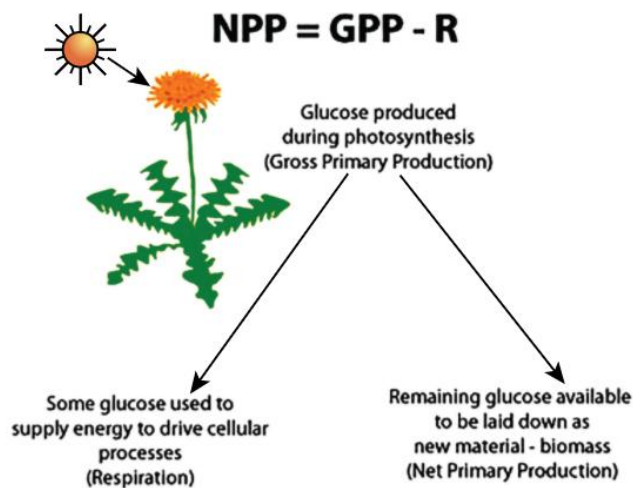 NPP = GPP - R
Glucose produced
during photosynthesis
(Gross Primary Production)
Some glucose used to
supply energy to drive cellular
processes
(Respiration)
Remaining glucose available
to be laid down as
new material - biomass
(Net Primary Production)